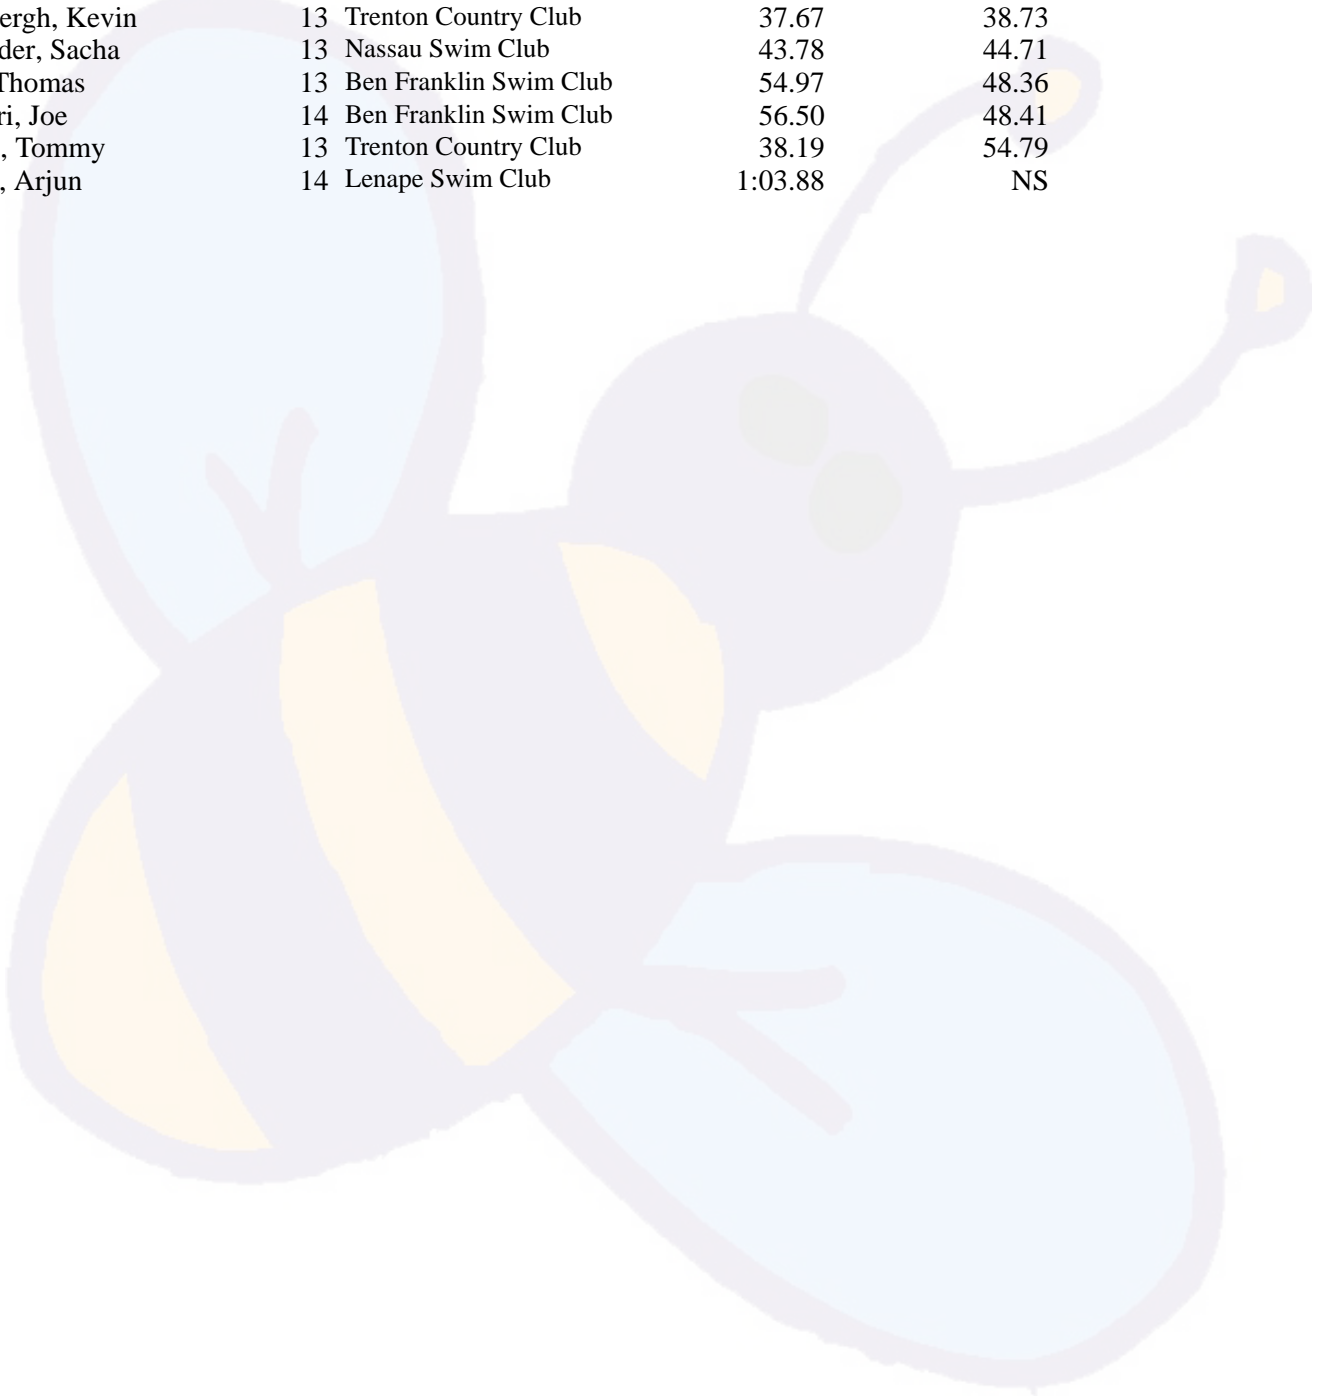 ergh, Kevin 13 Trenton Country Club 37.67 38.73
der, Sacha 13 Nassau Swim Club 43.78 44.71
Thomas 13 Ben Franklin Swim Club 54.97 48.36
ri, Joe 14 Ben Franklin Swim Club 56.50 48.41
, Tommy 13 Trenton Country Club 38.19 54.79
, Arjun 14 Lenape Swim Club 1:03.88 NS